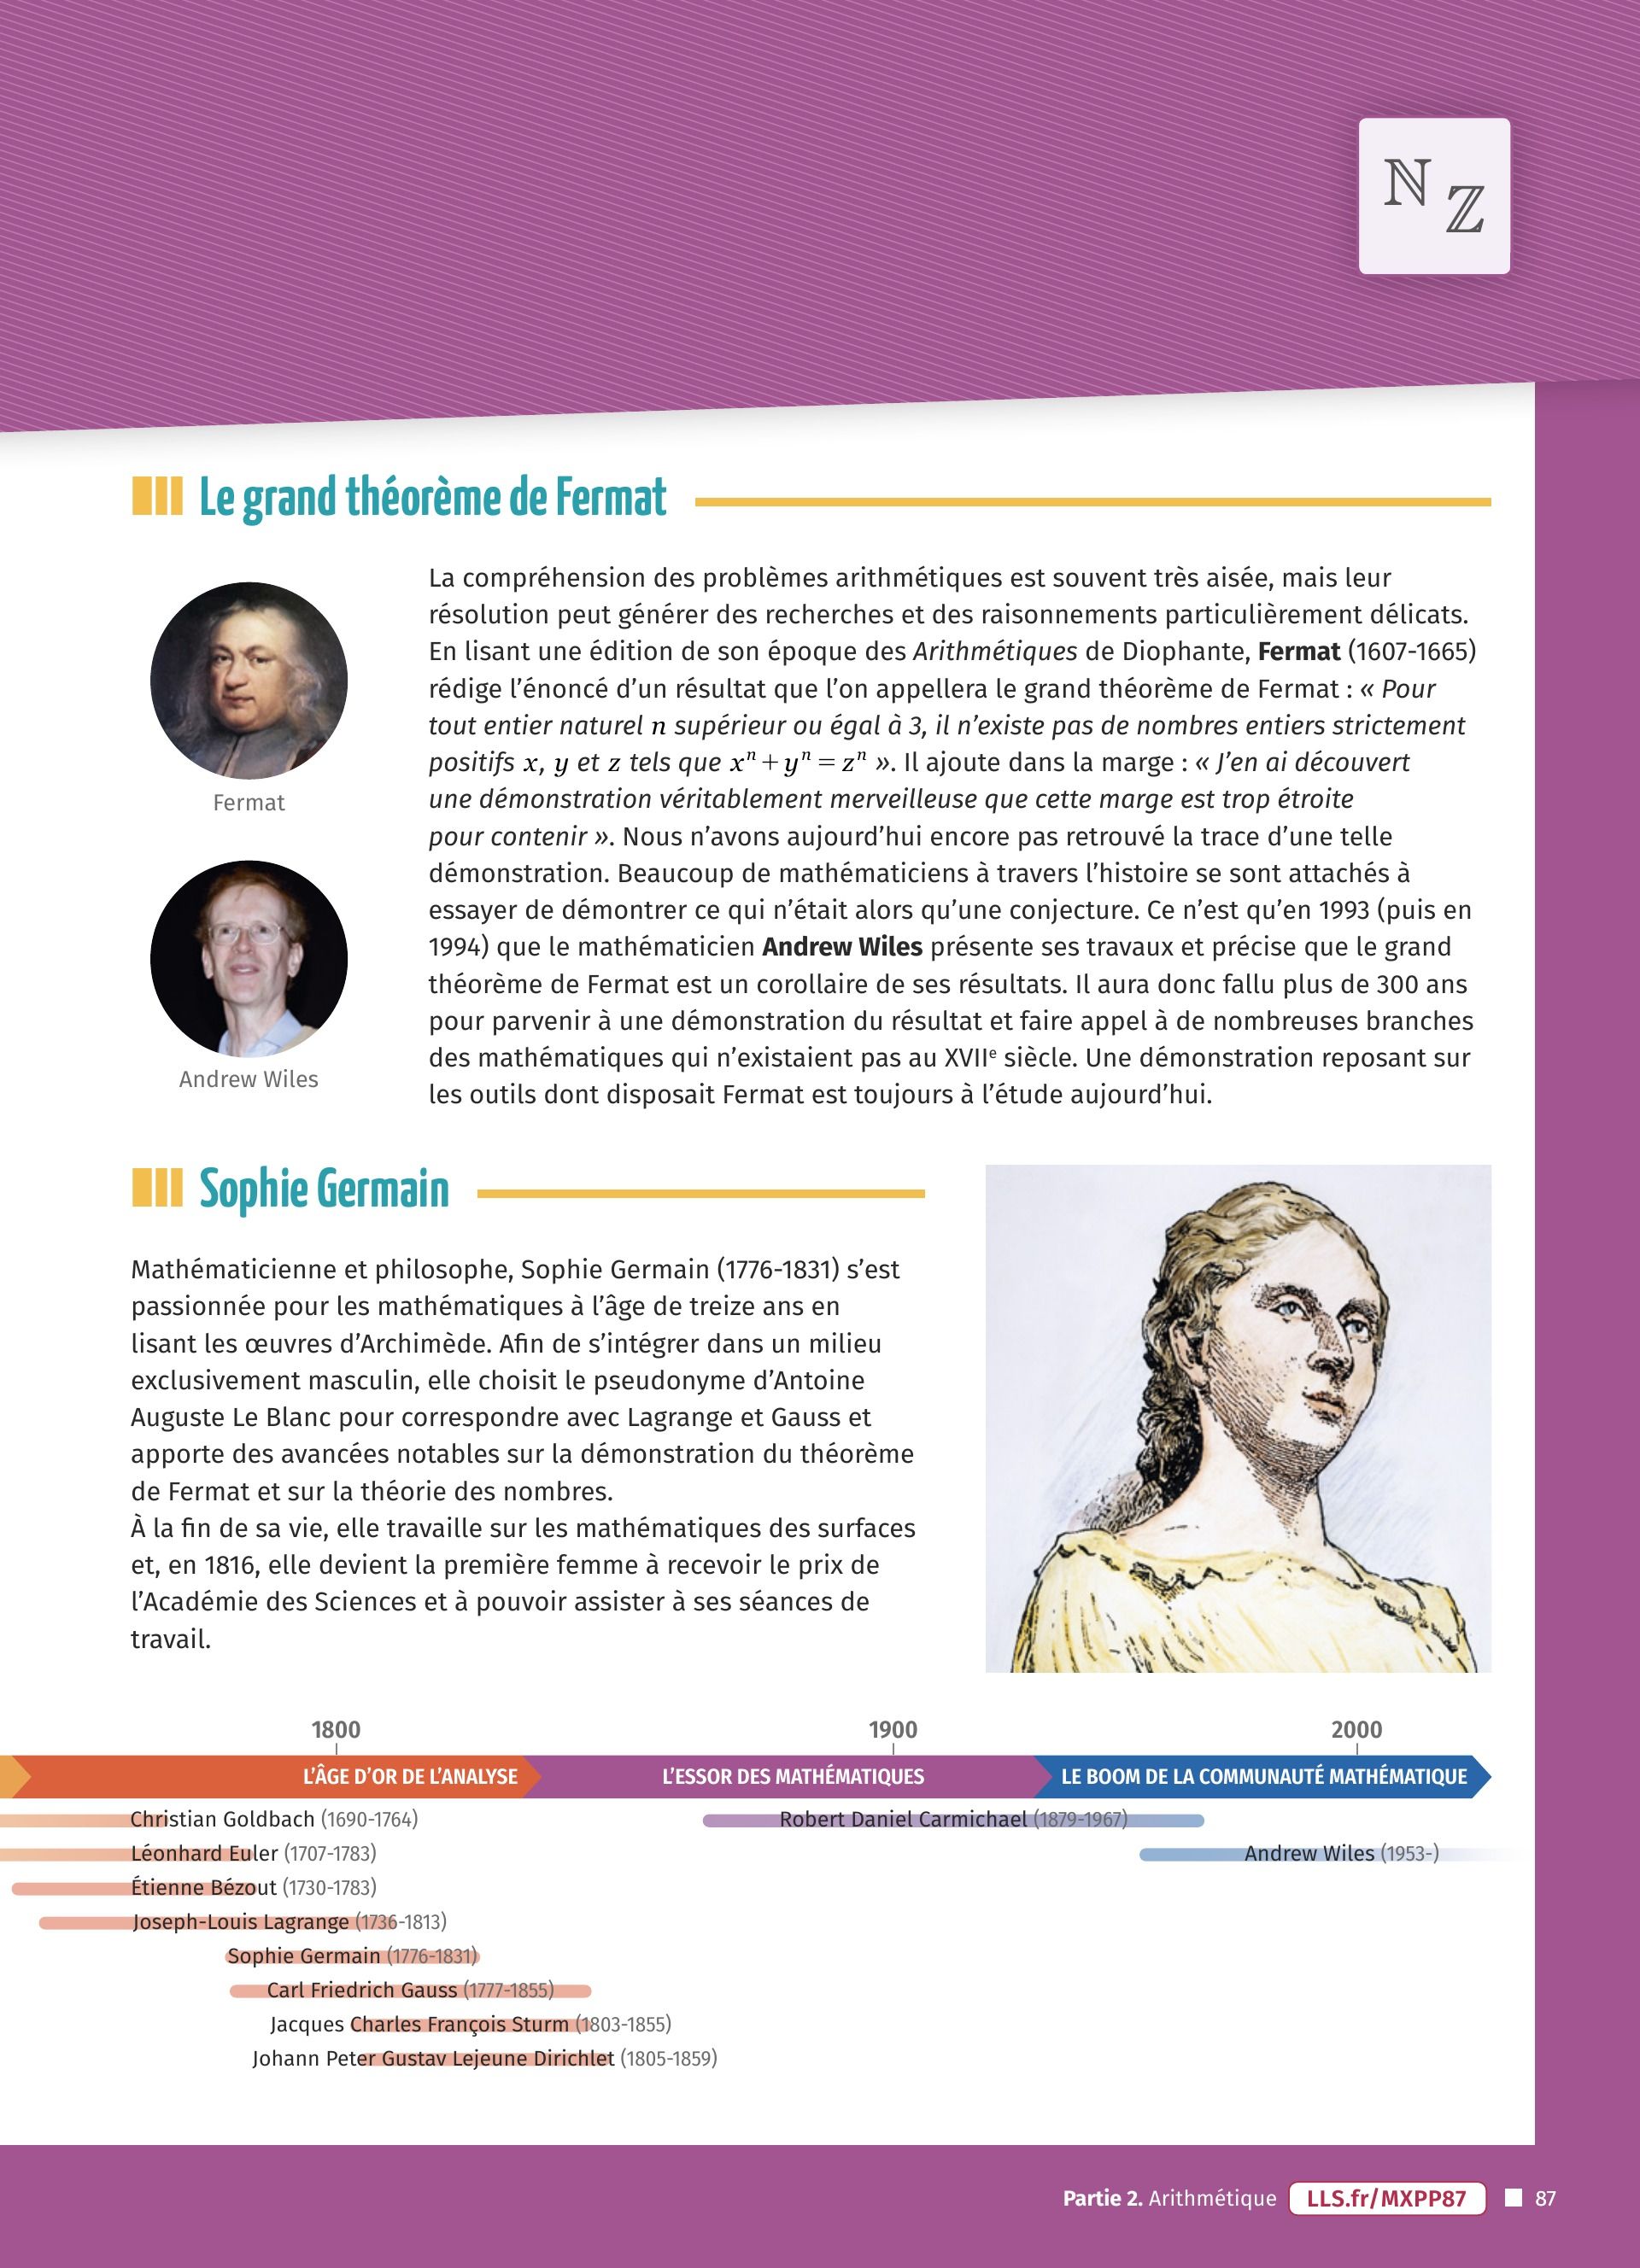 ℕ ℤ
Le grand théorème de Fermat
La compréhension des problèmes arithmétiques est souvent très aisée, mais leur
résolution peut générer des recherches et des raisonnements particulièrement délicats.
En lisant une édition de son époque des Arithmétiques de Diophante, Fermat (1607-1665)
rédige l’énoncé d’un résultat que l’on appellera le grand théorème de Fermat : « Pour
tout entier naturel n supérieur ou égal à 3, il n’existe pas de nombres entiers strictement
positifs x, y et z tels que xⁿ + yⁿ = zⁿ ». Il ajoute dans la marge : « J’en ai découvert
une démonstration véritablement merveilleuse que cette marge est trop étroite
pour contenir ». Nous n’avons aujourd’hui encore pas retrouvé la trace d’une telle
démonstration. Beaucoup de mathématiciens à travers l’histoire se sont attachés à
essayer de démontrer ce qui n’était alors qu’une conjecture. Ce n’est qu’en 1993 (puis en
1994) que le mathématicien Andrew Wiles présente ses travaux et précise que le grand
théorème de Fermat est un corollaire de ses résultats. Il aura donc fallu plus de 300 ans
pour parvenir à une démonstration du résultat et faire appel à de nombreuses branches
des mathématiques qui n’existaient pas au XVIIᵉ siècle. Une démonstration reposant sur
les outils dont disposait Fermat est toujours à l’étude aujourd’hui.
Fermat
Andrew Wiles
Sophie Germain
Mathématicienne et philosophe, Sophie Germain (1776-1831) s’est
passionnée pour les mathématiques à l’âge de treize ans en
lisant les œuvres d’Archimède. Afin de s’intégrer dans un milieu
exclusivement masculin, elle choisit le pseudonyme d’Antoine
Auguste Le Blanc pour correspondre avec Lagrange et Gauss et
apporte des avancées notables sur la démonstration du théorème
de Fermat et sur la théorie des nombres.
À la fin de sa vie, elle travaille sur les mathématiques des surfaces
et, en 1816, elle devient la première femme à recevoir le prix de
l’Académie des Sciences et à pouvoir assister à ses séances de
travail.
1800 1900 2000
L’ÂGE D’OR DE L’ANALYSE L’ESSOR DES MATHÉMATIQUES LE BOOM DE LA COMMUNAUTÉ MATHÉMATIQUE
Christian Goldbach (1690-1764) Robert Daniel Carmichael (1879-1967)
Léonhard Euler (1707-1783) Andrew Wiles (1953-)
Étienne Bézout (1730-1783)
Joseph-Louis Lagrange (1736-1813)
Sophie Germain (1776-1831)
Carl Friedrich Gauss (1777-1855)
Jacques Charles François Sturm (1803-1855)
Johann Peter Gustav Lejeune Dirichlet (1805-1859)
Partie 2. Arithmétique LLS.fr/MXPP87 87